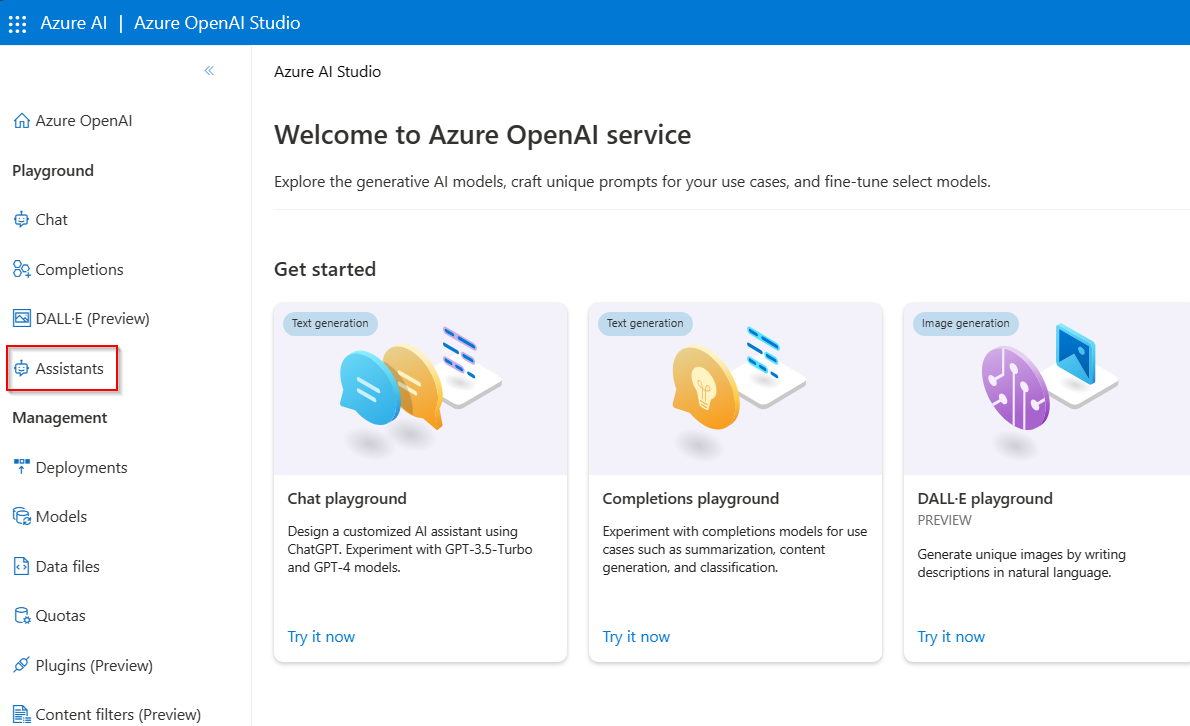 Azure AI | Azure OpenAI Studio
Azure OpenAI
Playground
Chat
Completions
DALL·E (Preview)
Assistants
Management
Deployments
Models
Data files
Quotas
Plugins (Preview)
Content filters (Preview)
Azure AI Studio
Welcome to Azure OpenAI service
Explore the generative AI models, craft unique prompts for your use cases, and fine-tune select models.
Get started
Text generation
Chat playground
Design a customized AI assistant using
ChatGPT. Experiment with GPT-3.5-Turbo
and GPT-4 models.
Try it now
Text generation
Completions playground
Experiment with completions models for use
cases such as summarization, content
generation, and classification.
Try it now
Image generation
DALL·E playground
PREVIEW
Generate unique images by writing
descriptions in natural language.
Try it now